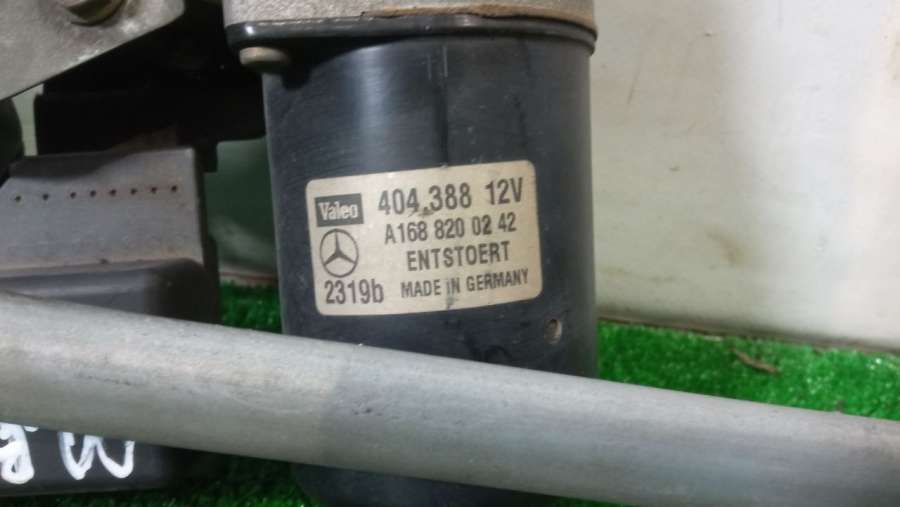 Valeo 404.388 12V
A168 820 02 42
ENTSTOERT
2319b MADE IN GERMANY